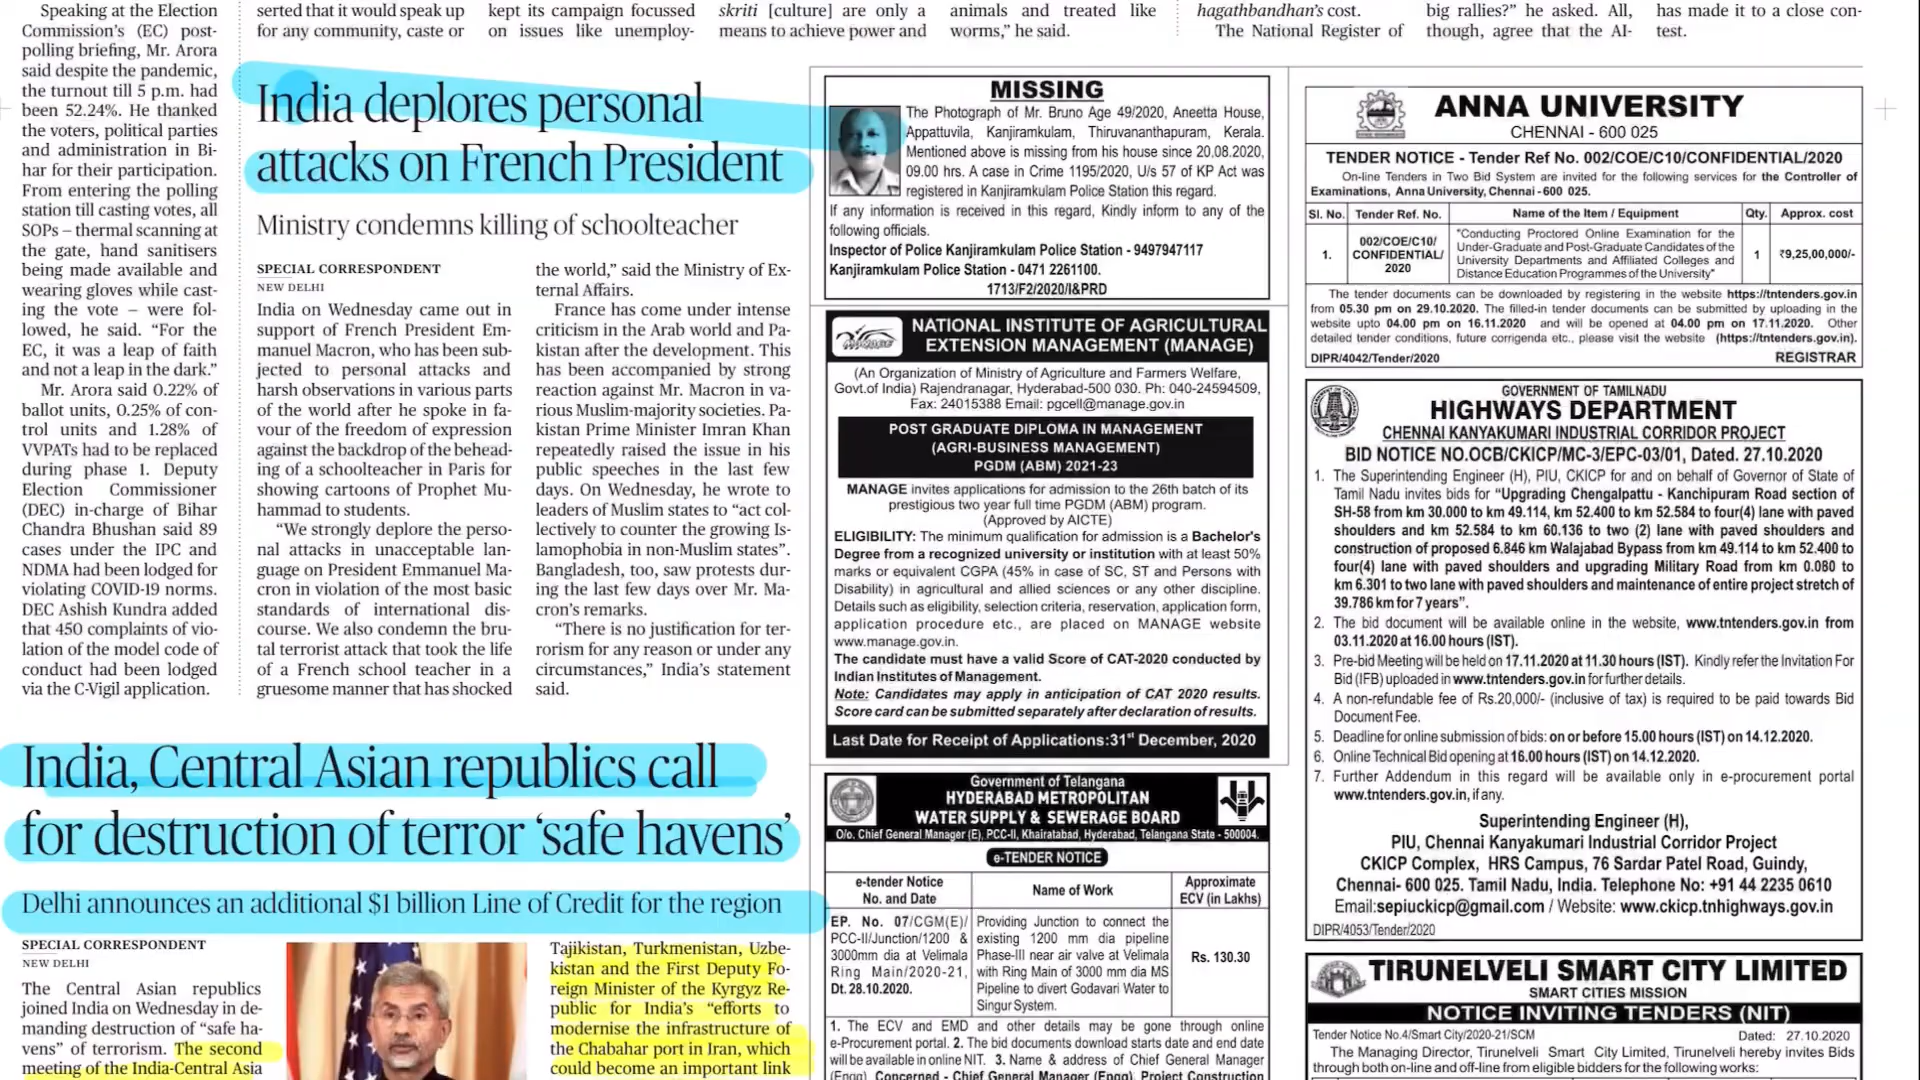 Speaking at the Election
Commission's (EC) post-
polling briefing, Mr. Arora
said despite the pandemic,
the turnout till 5 p.m. had
been 52.24%. He thanked
the voters, political parties
and administration in Bi-
har for their participation.
From entering the polling
station till casting votes, all
SOPs – thermal scanning at
the gate, hand sanitisers
being made available and
wearing gloves while cast-
ing the vote – were fol-
lowed, he said. “For the
EC, it was a leap of faith
and not a leap in the dark.”
Mr. Arora said 0.22% of
ballot units, 0.25% of con-
trol units and 1.28% of
VVPATs had to be replaced
during phase 1. Deputy
Election Commissioner
(DEC) in-charge of Bihar
Chandra Bhushan said 89
cases under the IPC and
NDMA had been lodged for
violating COVID-19 norms.
DEC Ashish Kundra added
that 450 complaints of vio-
lation of the model code of
conduct had been lodged
via the C-Vigil application.
serted that it would speak up
for any community, caste or
kept its campaign focussed
on issues like unemploy-
skriti [culture] are only a
means to achieve power and
animals and treated like
worms,” he said.
hagathbandhan's cost.
The National Register of
big rallies?” he asked. All,
though, agree that the AI-
has made it to a close con-
test.
India deplores personal
attacks on French President
Ministry condemns killing of schoolteacher
SPECIAL CORRESPONDENT
NEW DELHI
India on Wednesday came out in
support of French President Em-
manuel Macron, who has been sub-
jected to personal attacks and
harsh observations in various parts
of the world after he spoke in fa-
vour of the freedom of expression
against the backdrop of the behead-
ing of a schoolteacher in Paris for
showing cartoons of Prophet Mu-
hammad to students.
“We strongly deplore the perso-
nal attacks in unacceptable lan-
guage on President Emmanuel Ma-
cron in violation of the most basic
standards of international dis-
course. We also condemn the bru-
tal terrorist attack that took the life
of a French school teacher in a
gruesome manner that has shocked
the world,” said the Ministry of Ex-
ternal Affairs.
France has come under intense
criticism in the Arab world and Pa-
kistan after the development. This
has been accompanied by strong
reaction against Mr. Macron in va-
rious Muslim-majority societies. Pa-
kistan Prime Minister Imran Khan
repeatedly raised the issue in his
public speeches in the last few
days. On Wednesday, he wrote to
leaders of Muslim states to “act col-
lectively to counter the growing Is-
lamophobia in non-Muslim states”.
Bangladesh, too, saw protests dur-
ing the last few days over Mr. Ma-
cron's remarks.
“There is no justification for ter-
rorism for any reason or under any
circumstances,” India's statement
said.
India, Central Asian republics call
for destruction of terror ‘safe havens’
Delhi announces an additional $1 billion Line of Credit for the region
SPECIAL CORRESPONDENT
NEW DELHI
The Central Asian republics
joined India on Wednesday in de-
manding destruction of “safe ha-
vens” of terrorism. The second
meeting of the India-Central Asia
Tajikistan, Turkmenistan, Uzbe-
kistan and the First Deputy Fo-
reign Minister of the Kyrgyz Re-
public for India's “efforts to
modernise the infrastructure of
the Chabahar port in Iran, which
could become an important link
MISSING
The Photograph of Mr. Bruno Age 49/2020, Aneetta House,
Appattuvila, Kanjiramkulam, Thiruvananthapuram, Kerala.
Mentioned above is missing from his house since 20.08.2020,
09.00 hrs. A case in Crime 1195/2020, U/s 57 of KP Act was
registered in Kanjiramkulam Police Station this regard.
If any information is received in this regard, Kindly inform to any of the
following officials.
Inspector of Police Kanjiramkulam Police Station - 9497947117
Kanjiramkulam Police Station - 0471 2261100.
1713/F2/2020/I&PRD
NATIONAL INSTITUTE OF AGRICULTURAL
EXTENSION MANAGEMENT (MANAGE)
(An Organization of Ministry of Agriculture and Farmers Welfare,
Govt.of India) Rajendranagar, Hyderabad-500 030. Ph: 040-24594509,
Fax: 24015388 Email: pgcell@manage.gov.in
POST GRADUATE DIPLOMA IN MANAGEMENT
(AGRI-BUSINESS MANAGEMENT)
PGDM (ABM) 2021-23
MANAGE invites applications for admission to the 26th batch of its
prestigious two year full time PGDM (ABM) program.
(Approved by AICTE)
ELIGIBILITY: The minimum qualification for admission is a Bachelor's
Degree from a recognized university or institution with at least 50%
marks or equivalent CGPA (45% in case of SC, ST and Persons with
Disability) in agricultural and allied sciences or any other discipline.
Details such as eligibility, selection criteria, reservation, application form,
application procedure etc., are placed on MANAGE website
www.manage.gov.in.
The candidate must have a valid Score of CAT-2020 conducted by
Indian Institutes of Management.
Note: Candidates may apply in anticipation of CAT 2020 results.
Score card can be submitted separately after declaration of results.
Last Date for Receipt of Applications:31st December, 2020
Government of Telangana
HYDERABAD METROPOLITAN
WATER SUPPLY & SEWERAGE BOARD
O/o. Chief General Manager (E), PCC-II, Khairatabad, Hyderabad, Telangana State - 500004.
e-TENDER NOTICE
e-tender Notice No. and Date | Name of Work | Approximate ECV (in Lakhs)
EP. No. 07/CGM(E)/ Providing Junction to connect the
PCC-II/Junction/1200 & existing 1200 mm dia pipeline
3000mm dia at Velimala Phase-III near air valve at Velimala
Ring Main/2020-21, with Ring Main of 3000 mm dia MS Rs. 130.30
Dt. 28.10.2020. Pipeline to divert Godavari Water to
Singur System.
1. The ECV and EMD and other details may be gone through online
e-Procurement portal. 2. The bid documents download starts date and end date
will be available in online NIT. 3. Name & address of Chief General Manager
(Engg), Concerned - Chief General Manager (Engg), Project Construction
ANNA UNIVERSITY
CHENNAI - 600 025
TENDER NOTICE - Tender Ref No. 002/COE/C10/CONFIDENTIAL/2020
On-line Tenders in Two Bid System are invited for the following services for the Controller of
Examinations, Anna University, Chennai -600 025.
Sl. No. Tender Ref. No. Name of the Item / Equipment Qty. Approx. cost
1. 002/COE/C10/ CONFIDENTIAL/ 2020 "Conducting Proctored Online Examination for the
Under-Graduate and Post-Graduate Candidates of the
University Departments and Affiliated Colleges and
Distance Education Programmes of the University" 1 ₹9,25,00,000/-
The tender documents can be downloaded by registering in the website https://tntenders.gov.in
from 05.30 pm on 29.10.2020. The filled-in tender documents can be submitted by uploading in the
website upto 04.00 pm on 16.11.2020 and will be opened at 04.00 pm on 17.11.2020. Other
detailed tender conditions, future corrigenda etc., please visit the website (https://tntenders.gov.in).
DIPR/4042/Tender/2020 REGISTRAR
GOVERNMENT OF TAMILNADU
HIGHWAYS DEPARTMENT
CHENNAI KANYAKUMARI INDUSTRIAL CORRIDOR PROJECT
BID NOTICE NO.OCB/CKICP/MC-3/EPC-03/01, Dated. 27.10.2020
1. The Superintending Engineer (H), PIU, CKICP for and on behalf of Governor of State of
Tamil Nadu invites bids for “Upgrading Chengalpattu - Kanchipuram Road section of
SH-58 from km 30.000 to km 49.114, km 52.400 to km 52.584 to four(4) lane with paved
shoulders and km 52.584 to km 60.136 to two (2) lane with paved shoulders and
construction of proposed 6.846 km Walajabad Bypass from km 49.114 to km 52.400 to
four(4) lane with paved shoulders and upgrading Military Road from km 0.080 to
km 6.301 to two lane with paved shoulders and maintenance of entire project stretch of
39.786 km for 7 years”.
2. The bid document will be available online in the website, www.tntenders.gov.in from
03.11.2020 at 16.00 hours (IST).
3. Pre-bid Meeting will be held on 17.11.2020 at 11.30 hours (IST). Kindly refer the Invitation For
Bid (IFB) uploaded in www.tntenders.gov.in for further details.
4. A non-refundable fee of Rs.20,000/- (inclusive of tax) is required to be paid towards Bid
Document Fee.
5. Deadline for online submission of bids: on or before 15.00 hours (IST) on 14.12.2020.
6. Online Technical Bid opening at 16.00 hours (IST) on 14.12.2020.
7. Further Addendum in this regard will be available only in e-procurement portal
www.tntenders.gov.in, if any.
Superintending Engineer (H),
PIU, Chennai Kanyakumari Industrial Corridor Project
CKICP Complex, HRS Campus, 76 Sardar Patel Road, Guindy,
Chennai- 600 025. Tamil Nadu, India. Telephone No: +91 44 2235 0610
Email:sepiuckicp@gmail.com / Website: www.ckicp.tnhighways.gov.in
DIPR/4053/Tender/2020
TIRUNELVELI SMART CITY LIMITED
SMART CITIES MISSION
NOTICE INVITING TENDERS (NIT)
Tender Notice No.4/Smart City/2020-21/SCM Dated: 27.10.2020
The Managing Director, Tirunelveli Smart City Limited, Tirunelveli hereby invites Bids
through both on-line and off-line from eligible bidders for the following works: